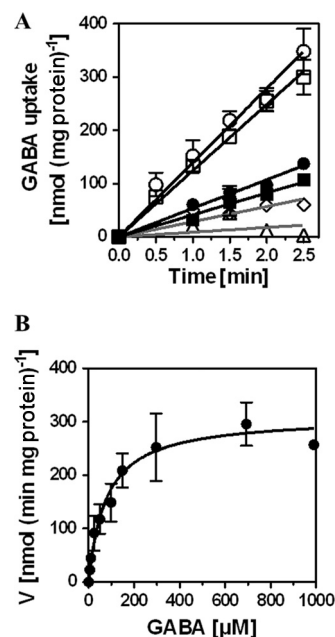 A
GABA uptake
[nmol (mg protein)⁻¹]
400
300
200
100
0
0.0 0.5 1.0 1.5 2.0 2.5
Time [min]
B
V [nmol (min mg protein)⁻¹]
400
300
200
100
0
0 200 400 600 800 1000
GABA [µM]